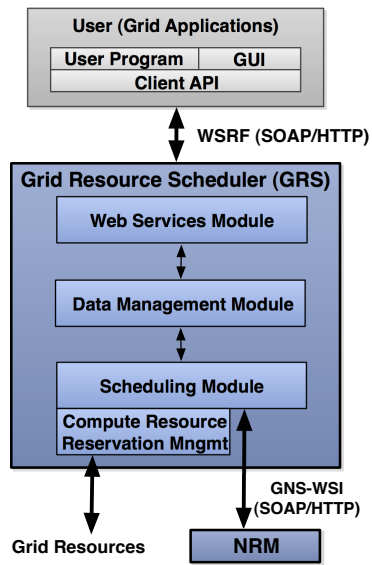 User (Grid Applications)
User Program
GUI
Client API
WSRF (SOAP/HTTP)
Grid Resource Scheduler (GRS)
Web Services Module
Data Management Module
Scheduling Module
Compute Resource
Reservation Mngmt
GNS-WSI
(SOAP/HTTP)
Grid Resources
NRM